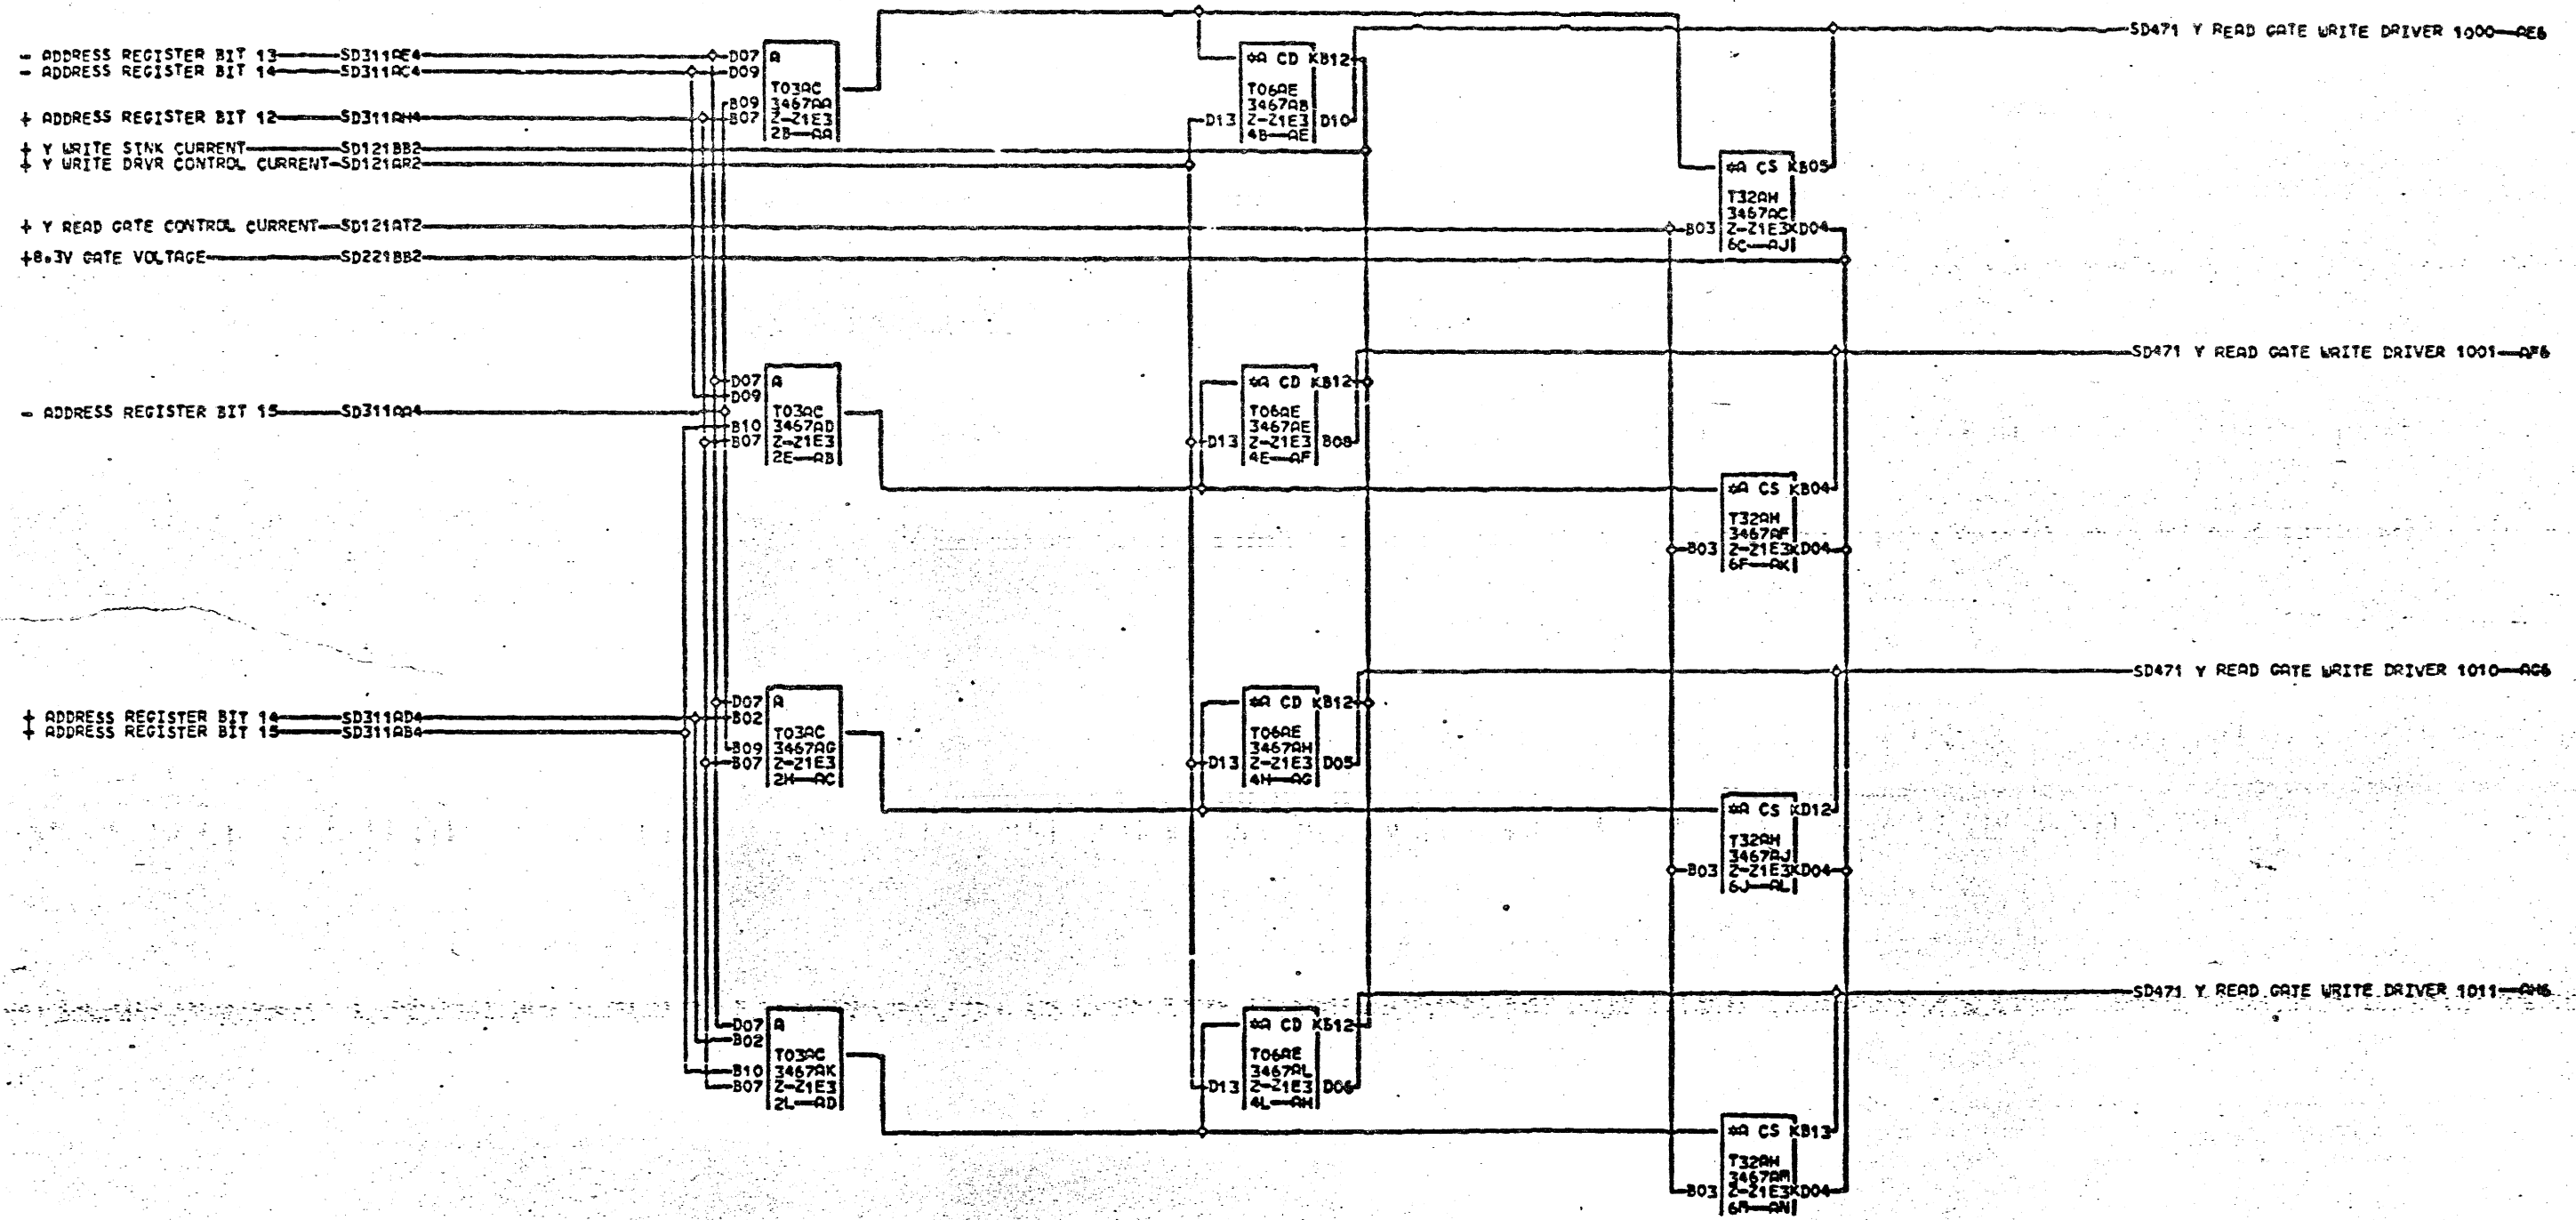 - ADDRESS REGISTER BIT 13 SD311AE4
- ADDRESS REGISTER BIT 14 SD311AC4
+ ADDRESS REGISTER BIT 12 SD311AH4
+ Y WRITE SINK CURRENT SD121BB2
+ Y WRITE DRVR CONTROL CURRENT SD121AR2
+ Y READ GATE CONTROL CURRENT SD121AT2
+8.3V GATE VOLTAGE SD221BB2
- ADDRESS REGISTER BIT 15 SD311AA4
+ ADDRESS REGISTER BIT 14 SD311AD4
+ ADDRESS REGISTER BIT 15 SD311AB4
D07 A
D09
T03AC
B09 3467AA
B07 Z-Z1E3
2B AA
D07 A
D09
T03AC
B10 3467AD
B07 Z-Z1E3
2E AB
D07 A
B02
T03AC
B09 3467AG
B07 Z-Z1E3
2H AC
D07 A
B02
T03AC
B10 3467AK
B07 Z-Z1E3
2L AD
*A CD KB12
T06AE
3467AB
D13 Z-Z1E3 D10
4B AE
*A CD KB12
T06AE
3467AE
D13 Z-Z1E3 B08
4E AF
*A CD KB12
T06AE
3467AH
D13 Z-Z1E3 D05
4H AG
*A CD KB12
T06AE
3467AL
D13 Z-Z1E3 D06
4L AH
*A CS KB05
T32AH
3467AC
B03 Z-Z1E3KD04
6C AJ
*A CS KB04
T32AH
3467AF
B03 Z-Z1E3KD04
6F AK
*A CS KD12
T32AH
3467AJ
B03 Z-Z1E3KD04
6J AL
*A CS KB13
T32AH
3467AM
B03 Z-Z1E3KD04
6M AN
SD471 Y READ GATE WRITE DRIVER 1000 AE6
SD471 Y READ GATE WRITE DRIVER 1001 AF6
SD471 Y READ GATE WRITE DRIVER 1010 AG6
SD471 Y READ GATE WRITE DRIVER 1011 AH6